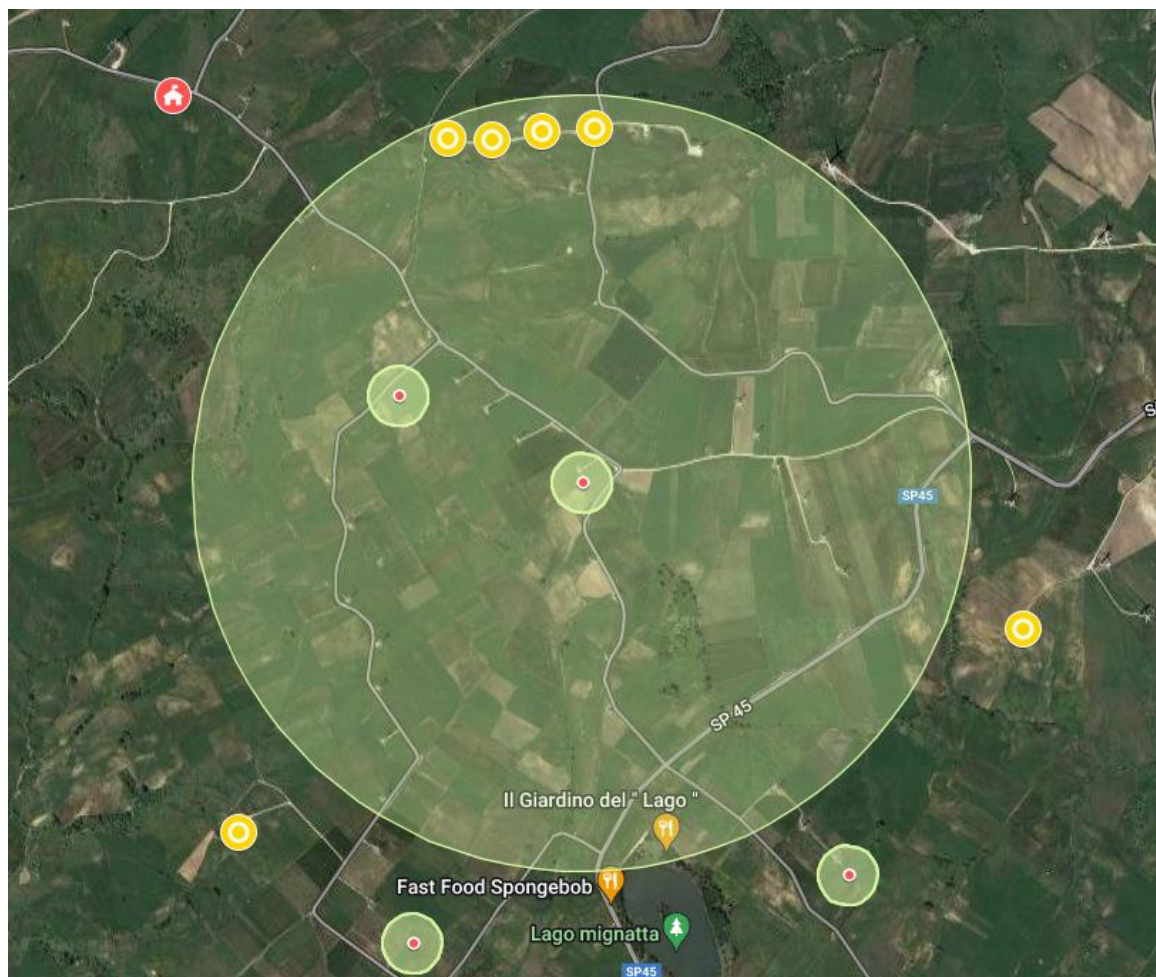 SP45
SP 45
Il Giardino del " Lago "
Fast Food Spongebob
Lago mignatta
SP45